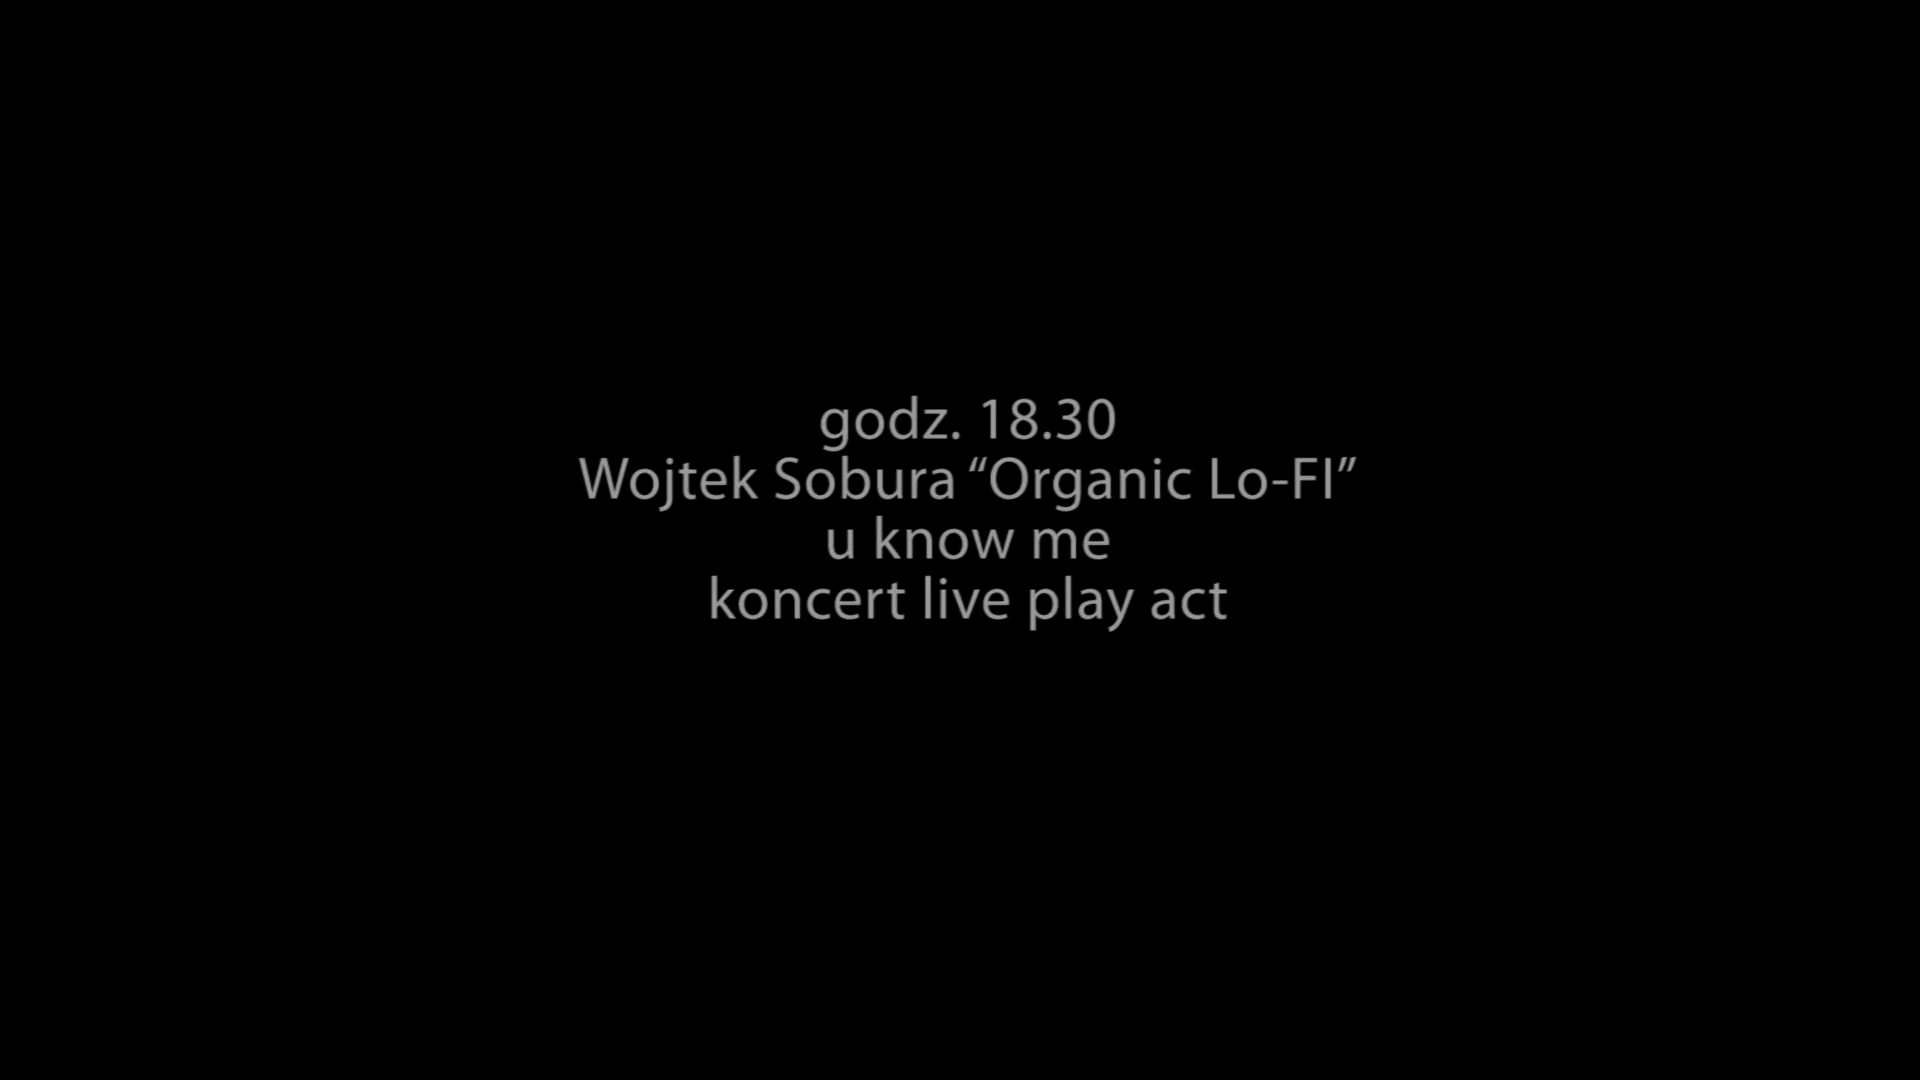 godz. 18.30
Wojtek Sobura “Organic Lo-FI”
u know me
koncert live play act